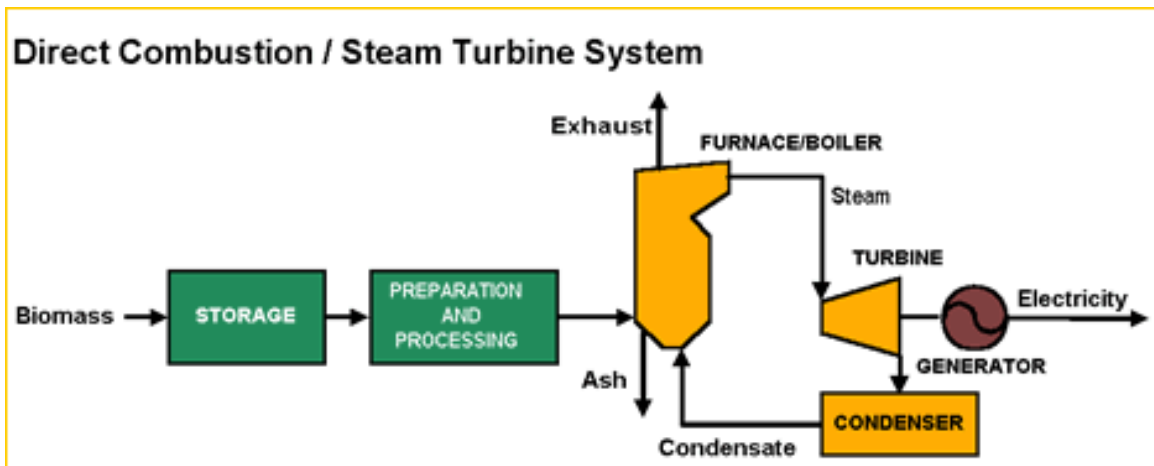 Direct Combustion / Steam Turbine System
Exhaust
FURNACE/BOILER
Steam
TURBINE
Biomass
STORAGE
PREPARATION
AND
PROCESSING
Electricity
GENERATOR
Ash
CONDENSER
Condensate